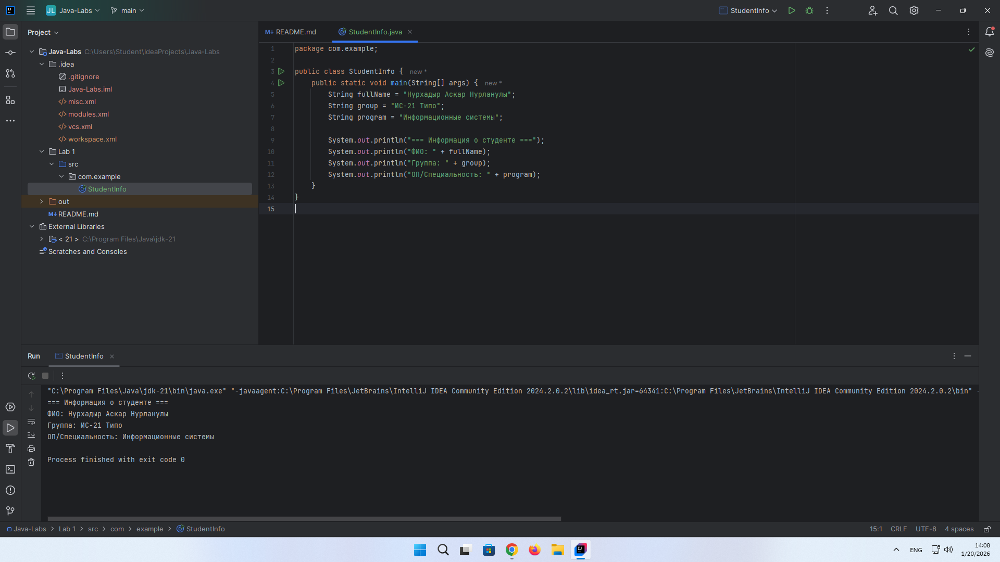 JL Java-Labs main StudentInfo
Project
README.md StudentInfo.java
Java-Labs C:\Users\Student\IdeaProjects\Java-Labs
.idea
.gitignore
Java-Labs.iml
misc.xml
modules.xml
vcs.xml
workspace.xml
Lab 1
src
com.example
StudentInfo
out
README.md
External Libraries
< 21 > C:\Program Files\Java\jdk-21
Scratches and Consoles
1 package com.example;
2
3 public class StudentInfo { new *
4 public static void main(String[] args) { new *
5 String fullName = "Нурхадыр Аскар Нурланулы";
6 String group = "ИС-21 Типо";
7 String program = "Информационные системы";
8
9 System.out.println("=== Информация о студенте ===");
10 System.out.println("ФИО: " + fullName);
11 System.out.println("Группа: " + group);
12 System.out.println("ОП/Специальность: " + program);
13 }
14 }
15
Run StudentInfo
"C:\Program Files\Java\jdk-21\bin\java.exe" "-javaagent:C:\Program Files\JetBrains\IntelliJ IDEA Community Edition 2024.2.0.2\lib\idea_rt.jar=64341:C:\Program Files\JetBrains\IntelliJ IDEA Community Edition 2024.2.0.2\bin" -
=== Информация о студенте ===
ФИО: Нурхадыр Аскар Нурланулы
Группа: ИС-21 Типо
ОП/Специальность: Информационные системы
Process finished with exit code 0
Java-Labs > Lab 1 > src > com > example > StudentInfo
15:1 CRLF UTF-8 4 spaces
ENG
14:08
1/20/2026